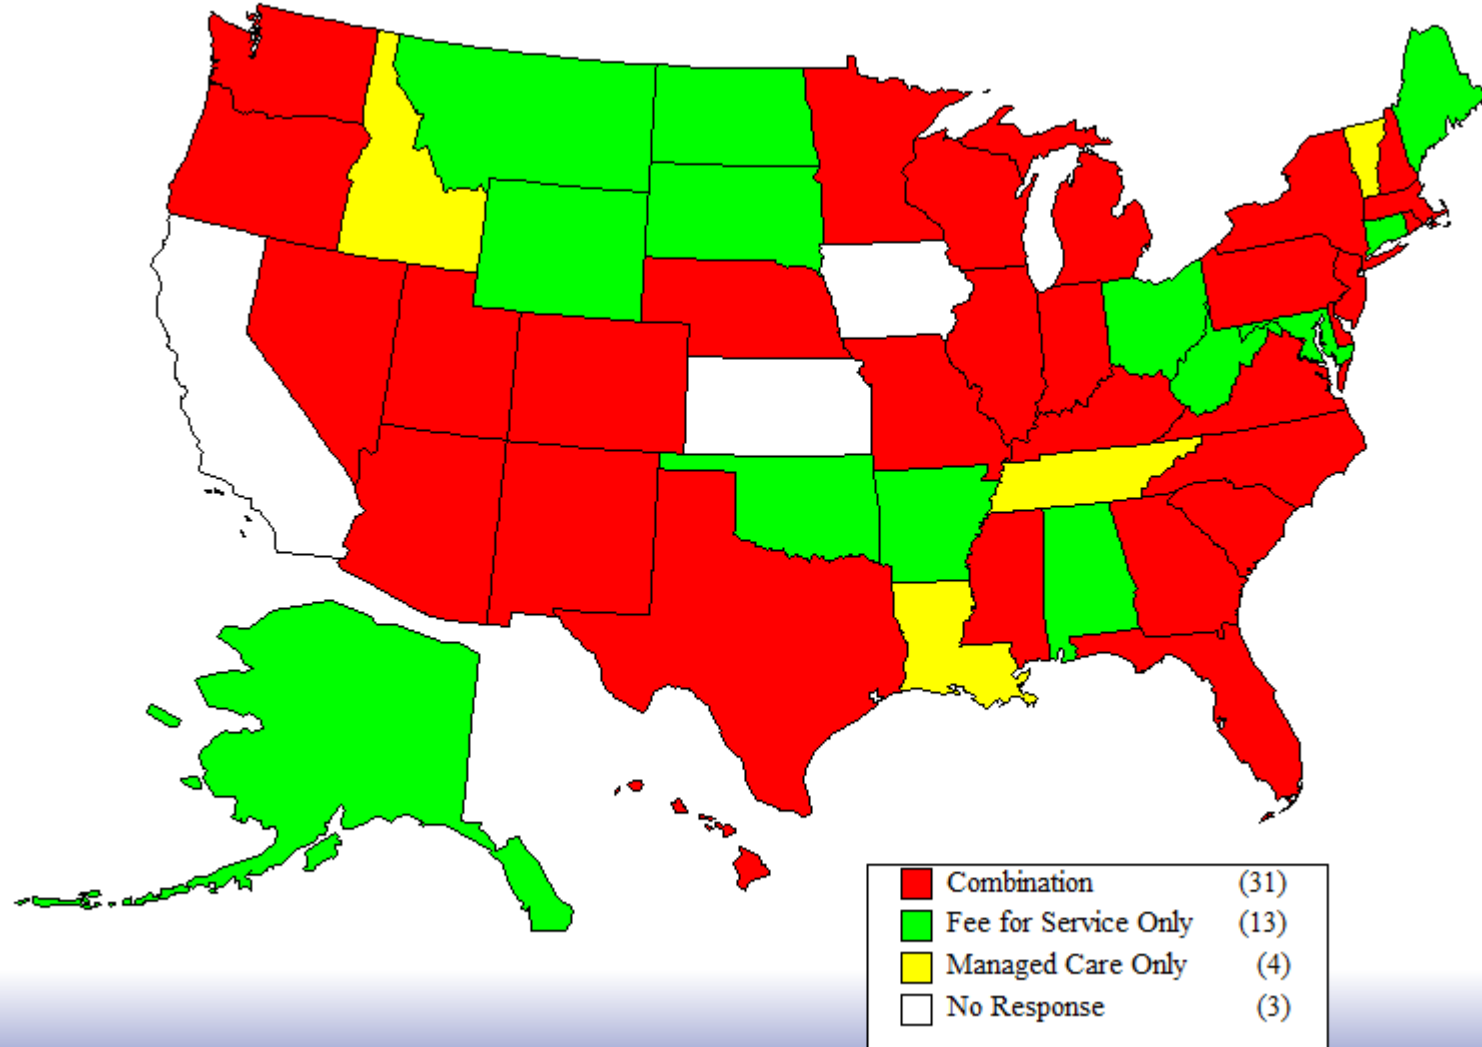 Combination (31)
Fee for Service Only (13)
Managed Care Only (4)
No Response (3)